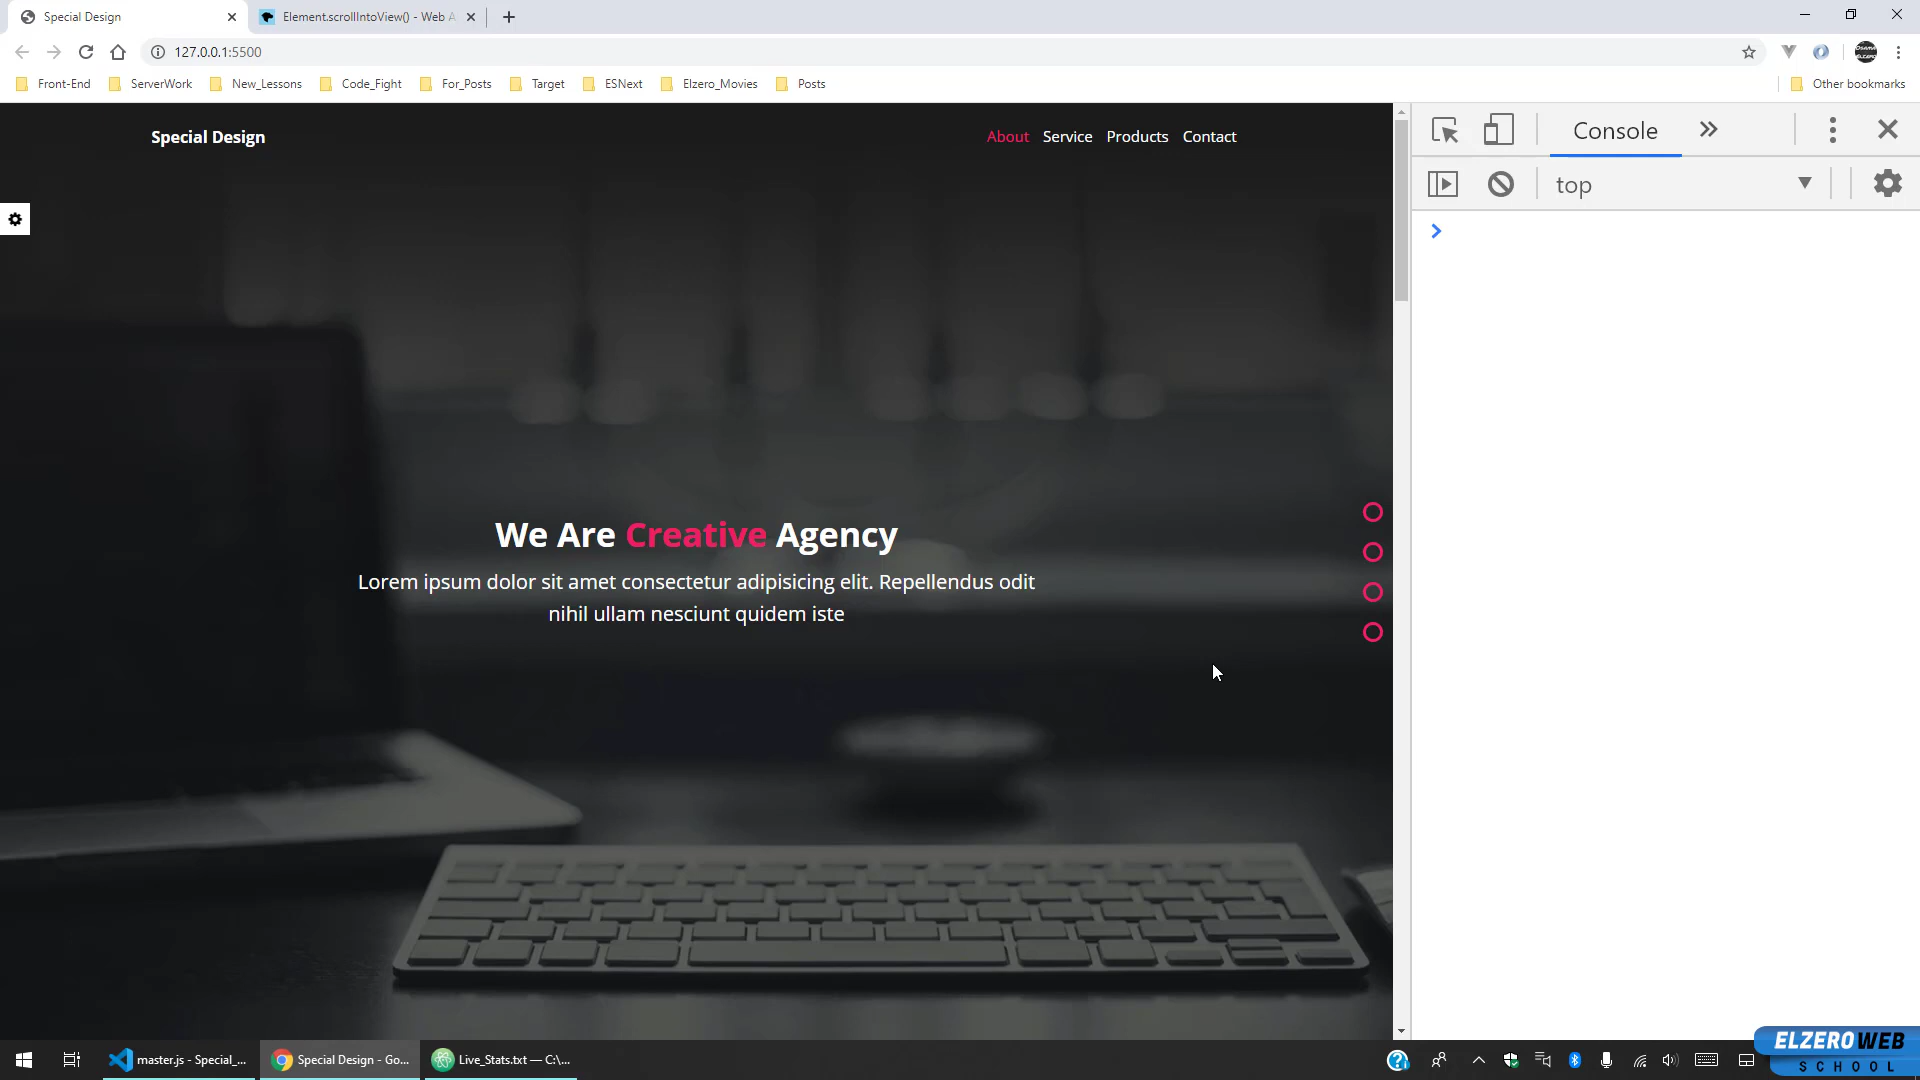 Special Design
Element.scrollIntoView() - Web A
127.0.0.1:5500
Front-End
ServerWork
New_Lessons
Code_Fight
For_Posts
Target
ESNext
Elzero_Movies
Posts
Other bookmarks
Special Design
About Service Products Contact
Console
top
We Are Creative Agency
Lorem ipsum dolor sit amet consectetur adipisicing elit. Repellendus odit
nihil ullam nesciunt quidem iste
master.js - Special_...
Special Design - Go...
Live_Stats.txt — C:\...
ELZERO WEB
SCHOOL